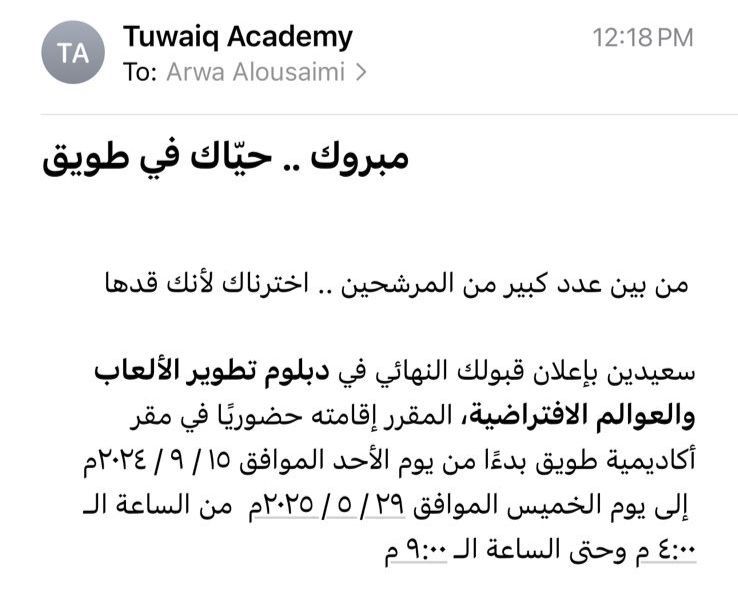 TA
Tuwaiq Academy
12:18 PM
To: Arwa Alousaimi >
مبروك .. حيّاك في طويق
من بين عدد كبير من المرشحين .. اخترناك لأنك قدها
سعيدين بإعلان قبولك النهائي في دبلوم تطوير الألعاب
والعوالم الافتراضية، المقرر إقامته حضوريًا في مقر
أكاديمية طويق بدءًا من يوم الأحد الموافق ١٥ / ٩ / ٢٠٢٤م
إلى يوم الخميس الموافق ٢٩ / ٥ / ٢٠٢٥م من الساعة الـ
٤:٠٠ م وحتى الساعة الـ ٩:٠٠ م